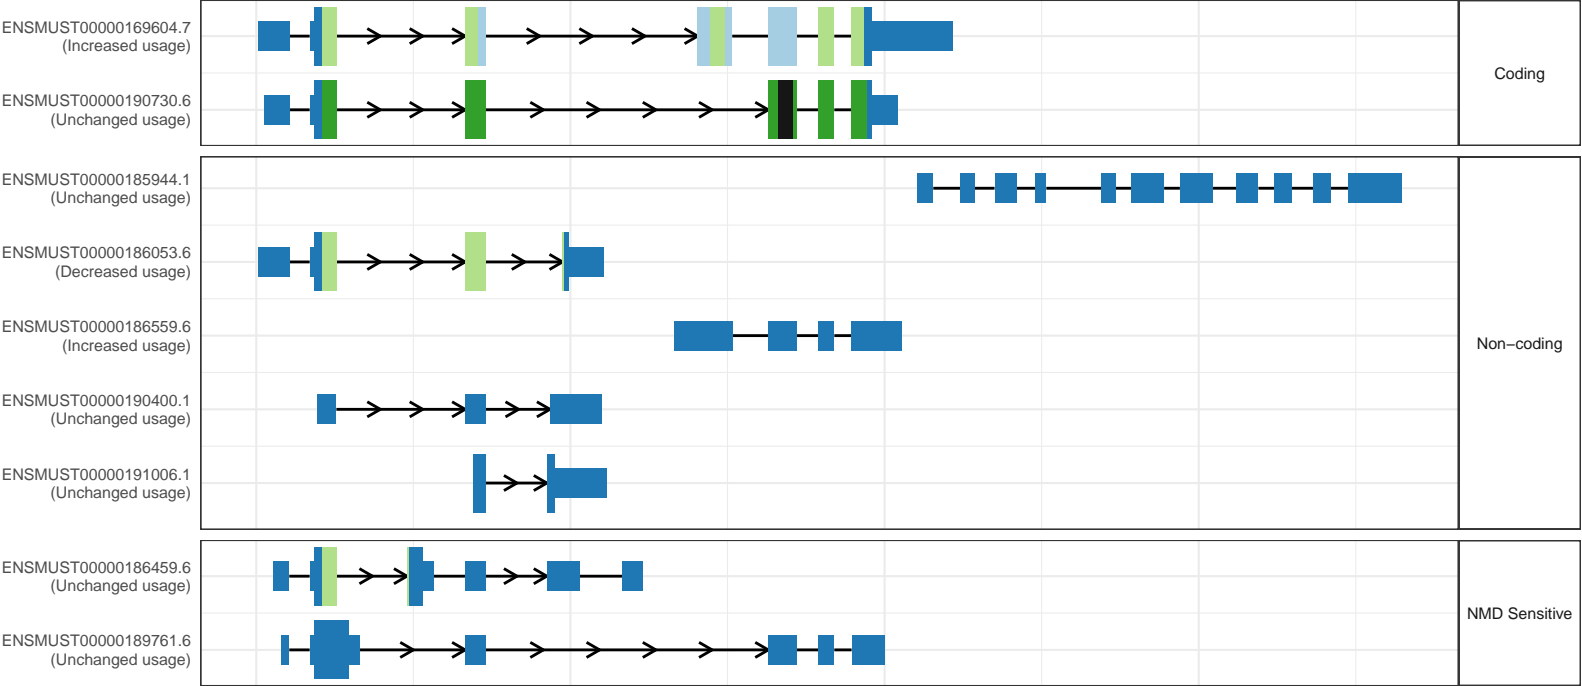 ENSMUST00000169604.7
(Increased usage)
ENSMUST00000190730.6
(Unchanged usage)
Coding
ENSMUST00000185944.1
(Unchanged usage)
ENSMUST00000186053.6
(Decreased usage)
ENSMUST00000186559.6
(Increased usage)
ENSMUST00000190400.1
(Unchanged usage)
ENSMUST00000191006.1
(Unchanged usage)
Non−coding
ENSMUST00000186459.6
(Unchanged usage)
ENSMUST00000189761.6
(Unchanged usage)
NMD Sensitive